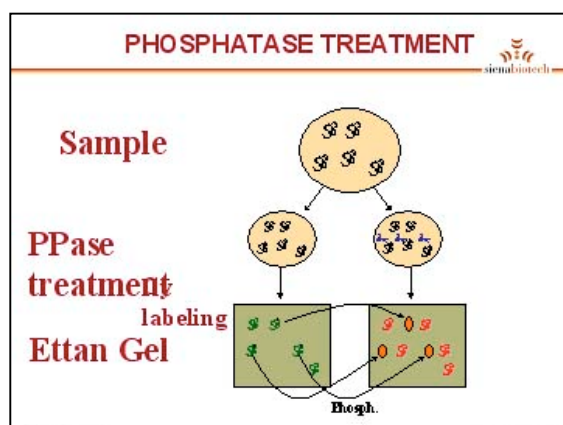 PHOSPHATASE TREATMENT
sienabiotech
Sample
PPase
treatment
labeling
Ettan Gel
Phosph.